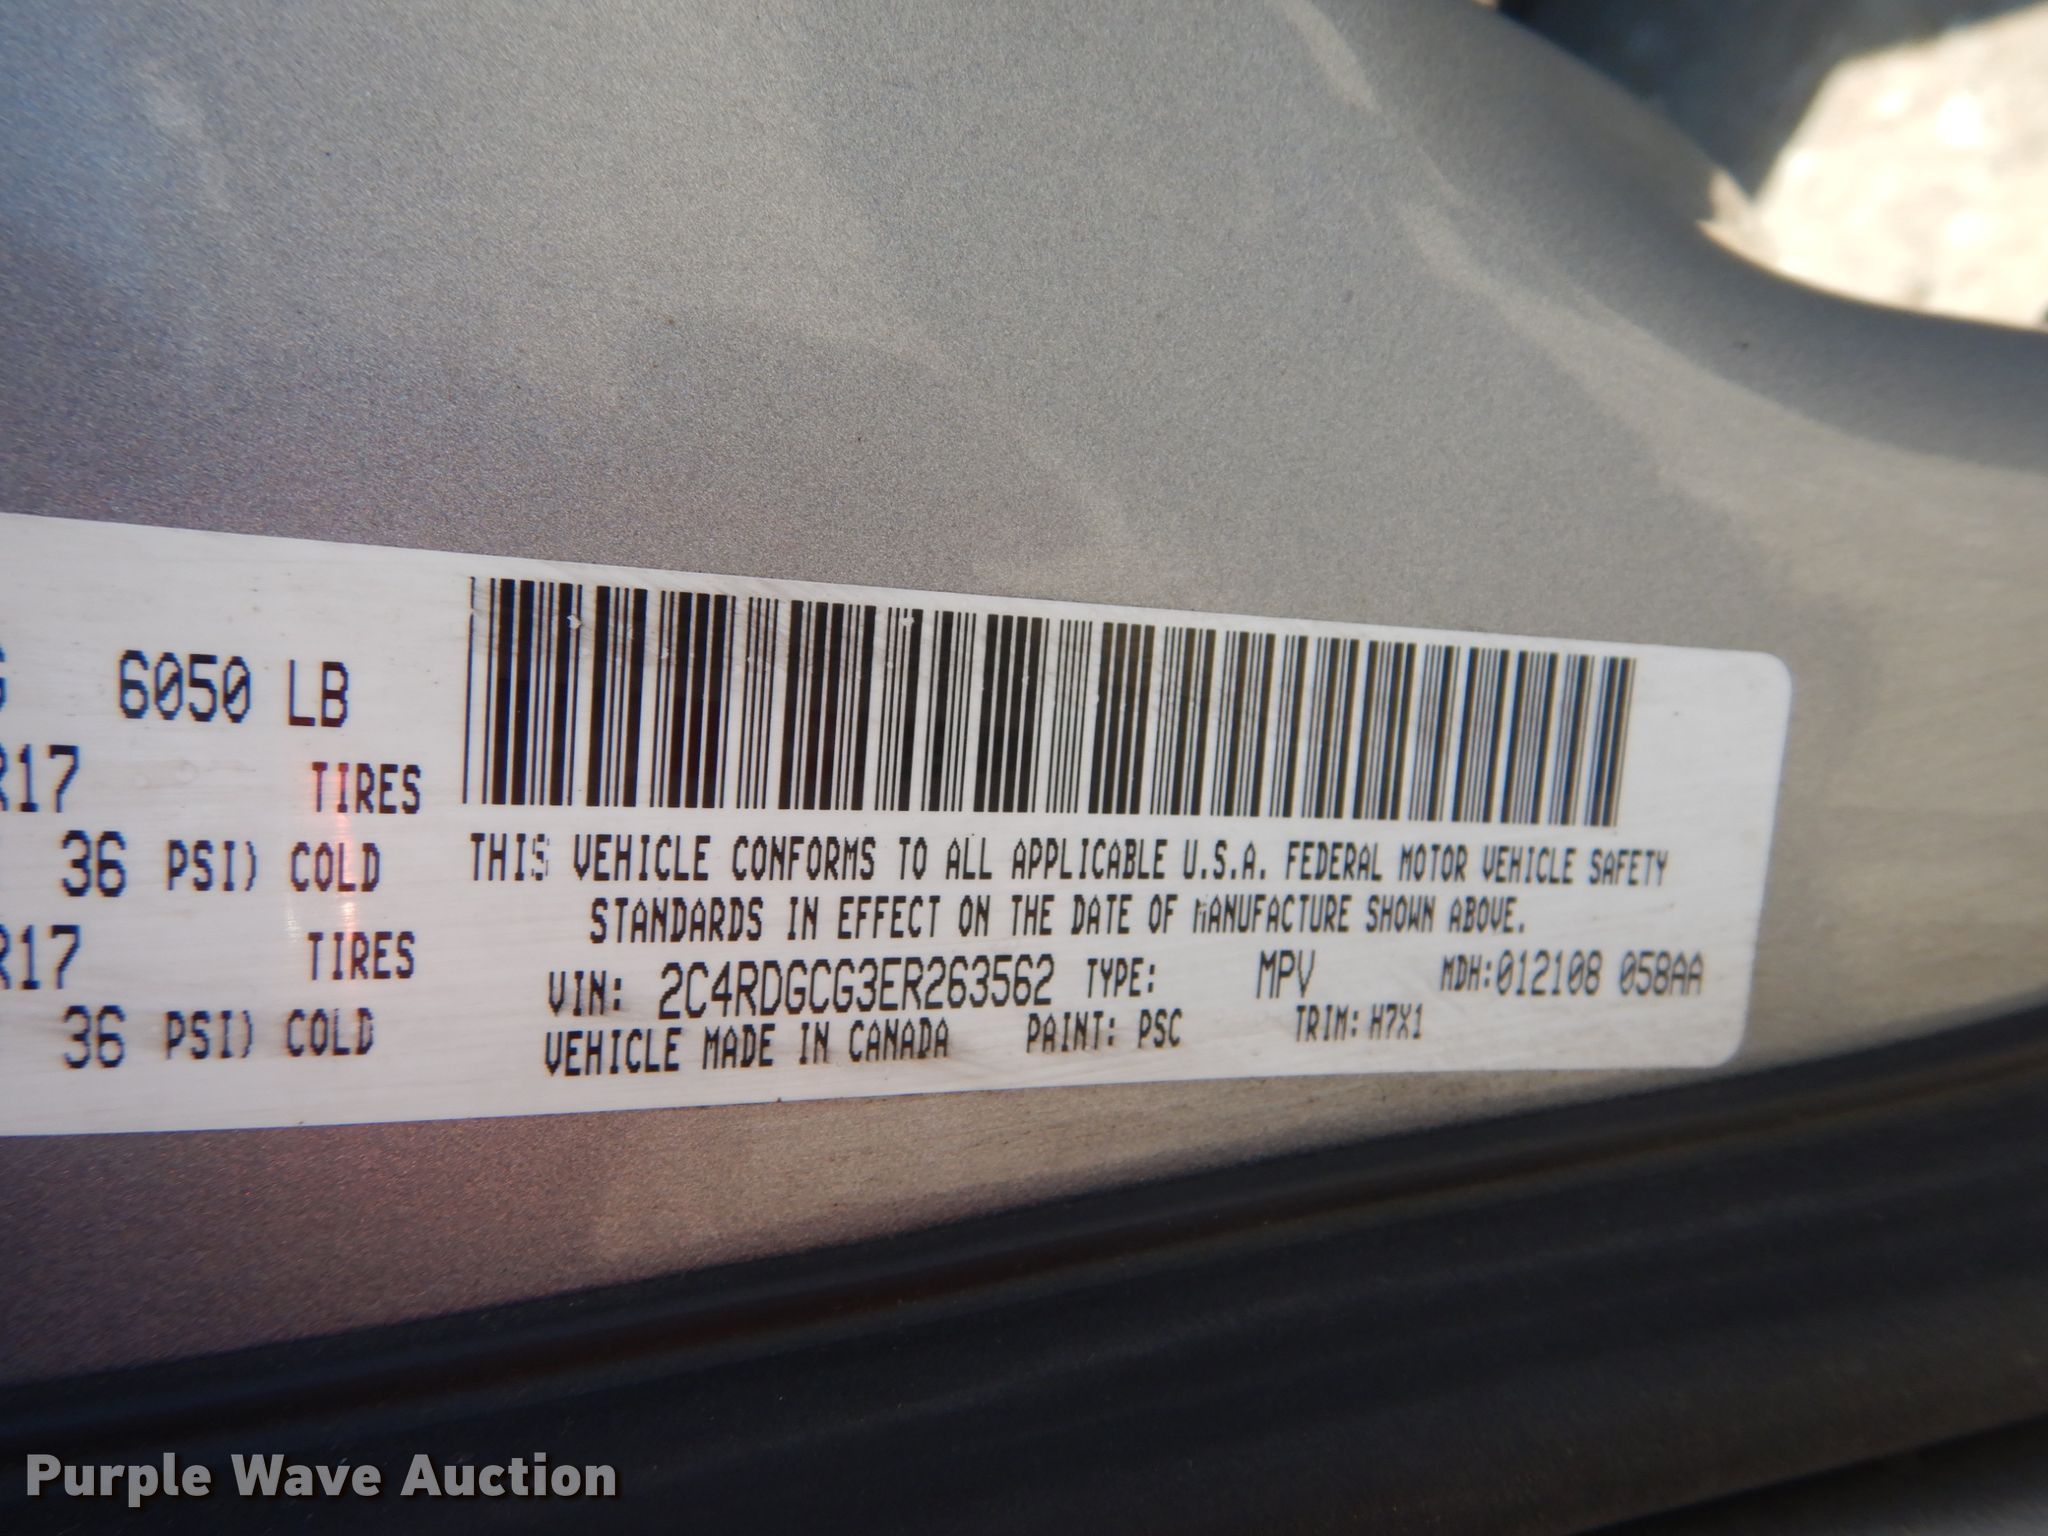 6050 LB
R17 TIRES
36 PSI) COLD
R17 TIRES
36 PSI) COLD
THIS VEHICLE CONFORMS TO ALL APPLICABLE U.S.A. FEDERAL MOTOR VEHICLE SAFETY
STANDARDS IN EFFECT ON THE DATE OF MANUFACTURE SHOWN ABOVE.
VIN: 2C4RDGCG3ER263562 TYPE: MPV MDH:012108 058AA
VEHICLE MADE IN CANADA PAINT: PSC TRIM: H7X1
Purple Wave Auction